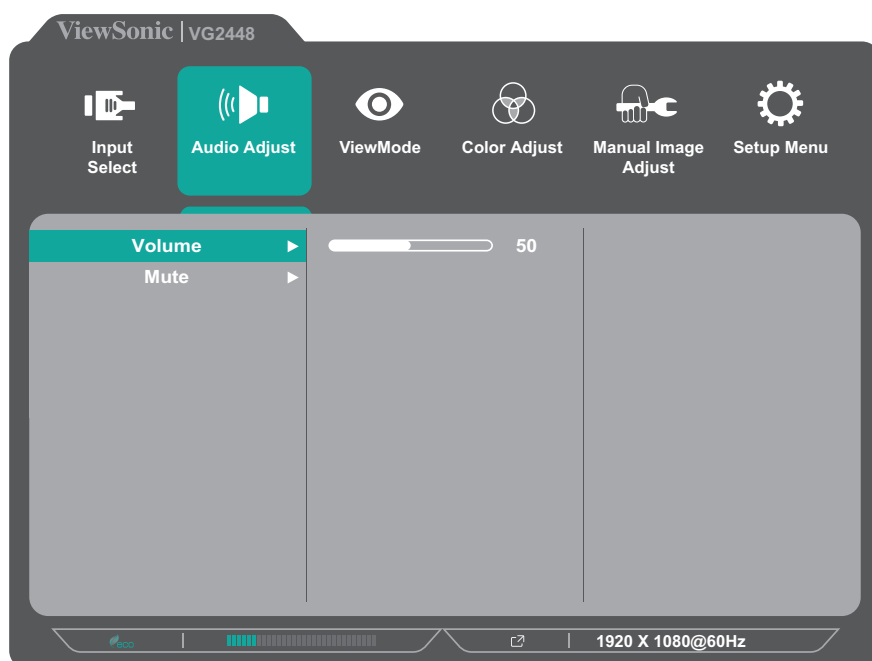 ViewSonic | VG2448
Input
Select
Audio Adjust
ViewMode
Color Adjust
Manual Image
Adjust
Setup Menu
Volume
50
Mute
eco
1920 X 1080@60Hz